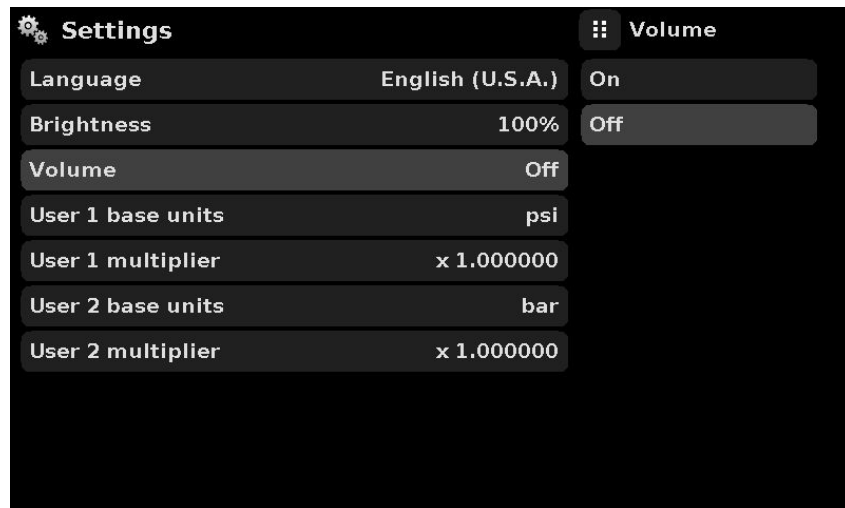 Settings
Language English (U.S.A.)
Brightness 100%
Volume Off
User 1 base units psi
User 1 multiplier x 1.000000
User 2 base units bar
User 2 multiplier x 1.000000
Volume
On
Off